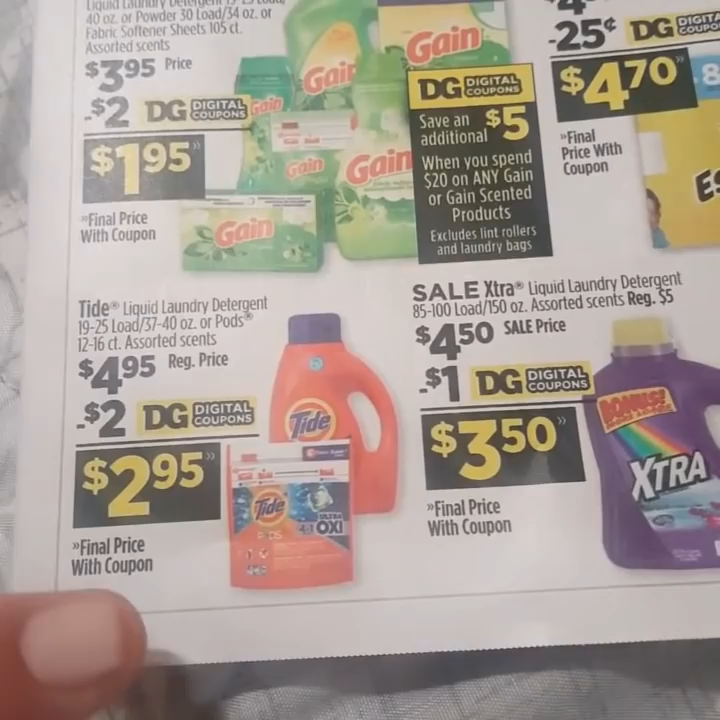 Liquid Laundry Detergent
40 oz. or Powder 30 Load/34 oz. or
Fabric Softener Sheets 105 ct.
Assorted scents
$3.95 Price
-$2 DG DIGITAL COUPONS
$1.95»
»Final Price
With Coupon
Gain
Gain
Gain
Gain
Gain
Gain
DG DIGITAL COUPONS
Save an
additional $5
When you spend
$20 on ANY Gain
or Gain Scented
Products
Excludes lint rollers
and laundry bags
-25¢ DG
$4.70»
»Final
Price With
Coupon
Tide® Liquid Laundry Detergent
19-25 Load/37-40 oz. or Pods®
12-16 ct. Assorted scents
$4.95 Reg. Price
-$2 DG DIGITAL COUPONS
$2.95»
»Final Price
With Coupon
Tide
Tide
PODS
ULTRA
4in1 OXI
SALE Xtra® Liquid Laundry Detergent
85-100 Load/150 oz. Assorted scents Reg. $5
$4.50 SALE Price
-$1 DG DIGITAL COUPONS
$3.50»
»Final Price
With Coupon
BONUS!
XTRA